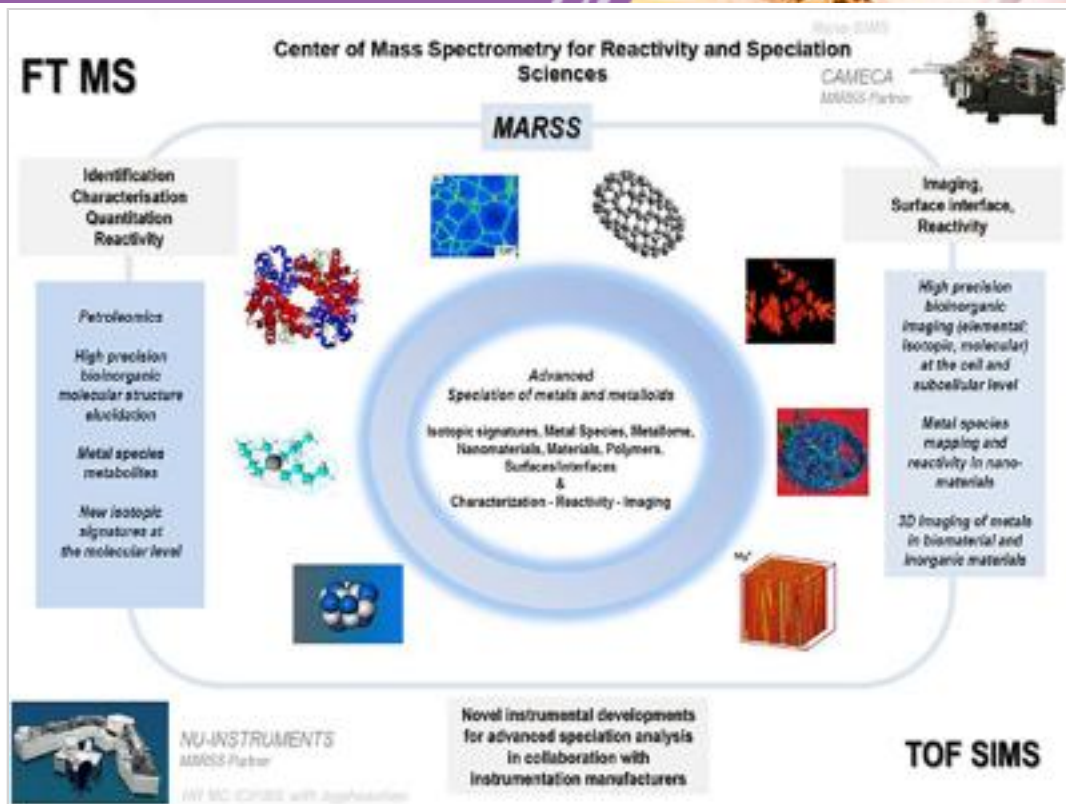 FT MS
Center of Mass Spectrometry for Reactivity and Speciation
Sciences
Nano-SIMS
CAMECA
MARSS Partner
MARSS
Identification
Characterisation
Quantitation
Reactivity
Imaging,
Surface interface,
Reactivity
Petroleomics
High precision
bioinorganic
molecular structure
elucidation
Metal species
metabolites
New isotopic
signatures at
the molecular level
Advanced
Speciation of metals and metalloids
Isotopic signatures, Metal Species, Metallome,
Nanomaterials, Materials, Polymers,
Surfaces/Interfaces
&
Characterization - Reactivity - Imaging
High precision
bioinorganic
imaging (elemental,
isotopic, molecular)
at the cell and
subcellular level
Metal species
mapping and
reactivity in nano-
materials
3D Imaging of metals
in biomaterial and
inorganic materials
Mg+
NU-INSTRUMENTS
MARSS Partner
Novel instrumental developments
for advanced speciation analysis
in collaboration with
instrumentation manufacturers
TOF SIMS